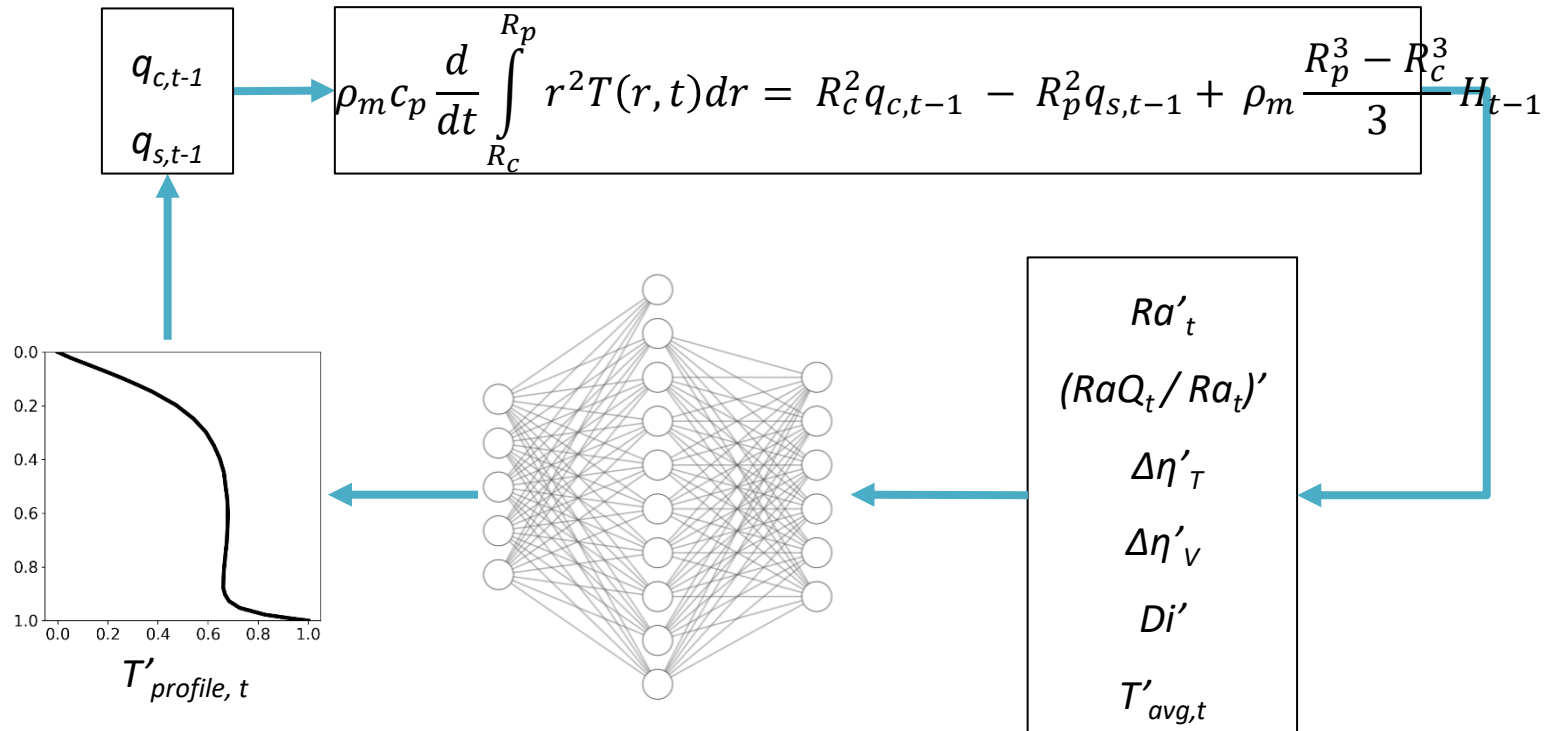 q_{c,t-1}
q_{s,t-1}
ρ_m c_p \frac{d}{dt} \int_{R_c}^{R_p} r^2 T(r, t)dr = R_c^2 q_{c,t-1} − R_p^2 q_{s,t-1} + ρ_m \frac{R_p^3 − R_c^3}{3} H_{t-1}
Ra’_t
(RaQ_t / Ra_t)’
Δη’_T
Δη’_V
Di’
T’_{avg,t}
0.0
0.2
0.4
0.6
0.8
1.0
0.0 0.2 0.4 0.6 0.8 1.0
T’_{profile, t}